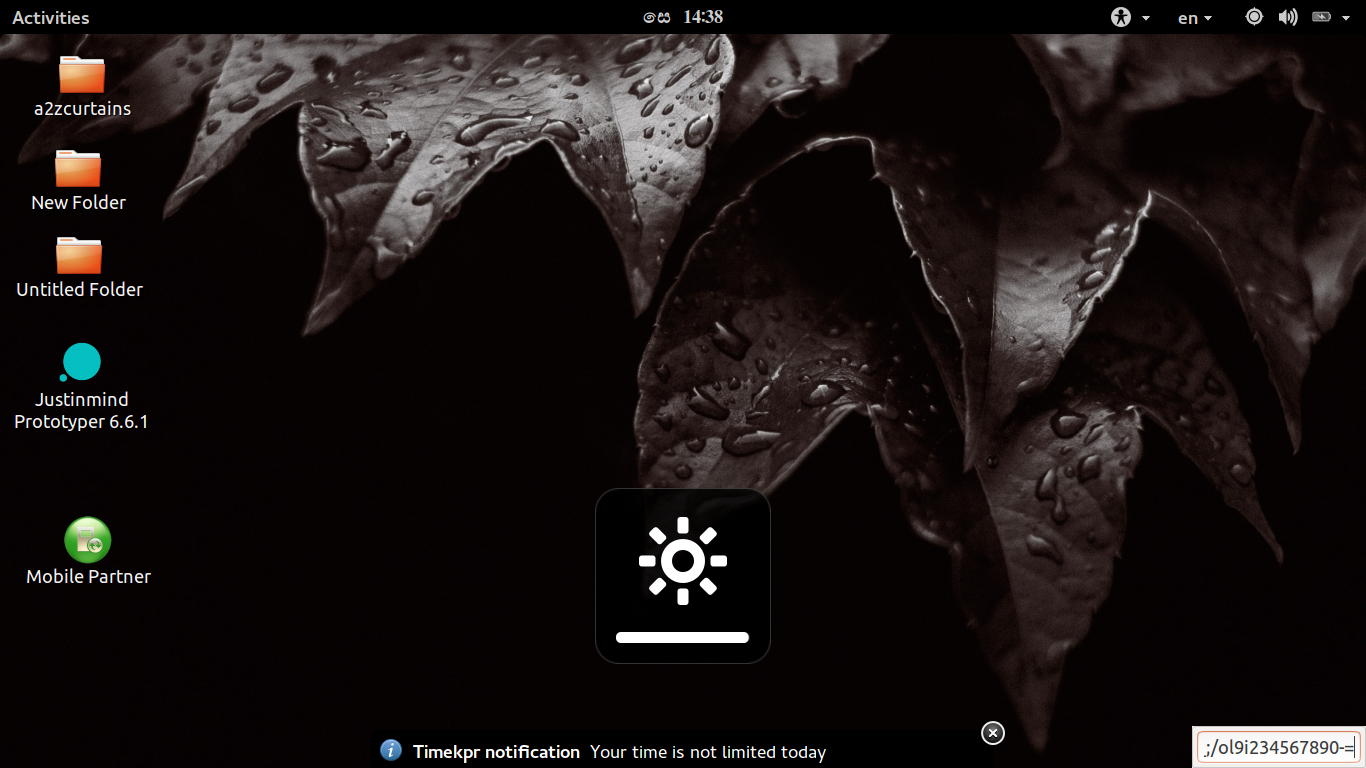 Activities
සෙ 14:38
en
a2zcurtains
New Folder
Untitled Folder
Justinmind
Prototyper 6.6.1
Mobile Partner
Timekpr notification Your time is not limited today
.;/ol9i234567890-=